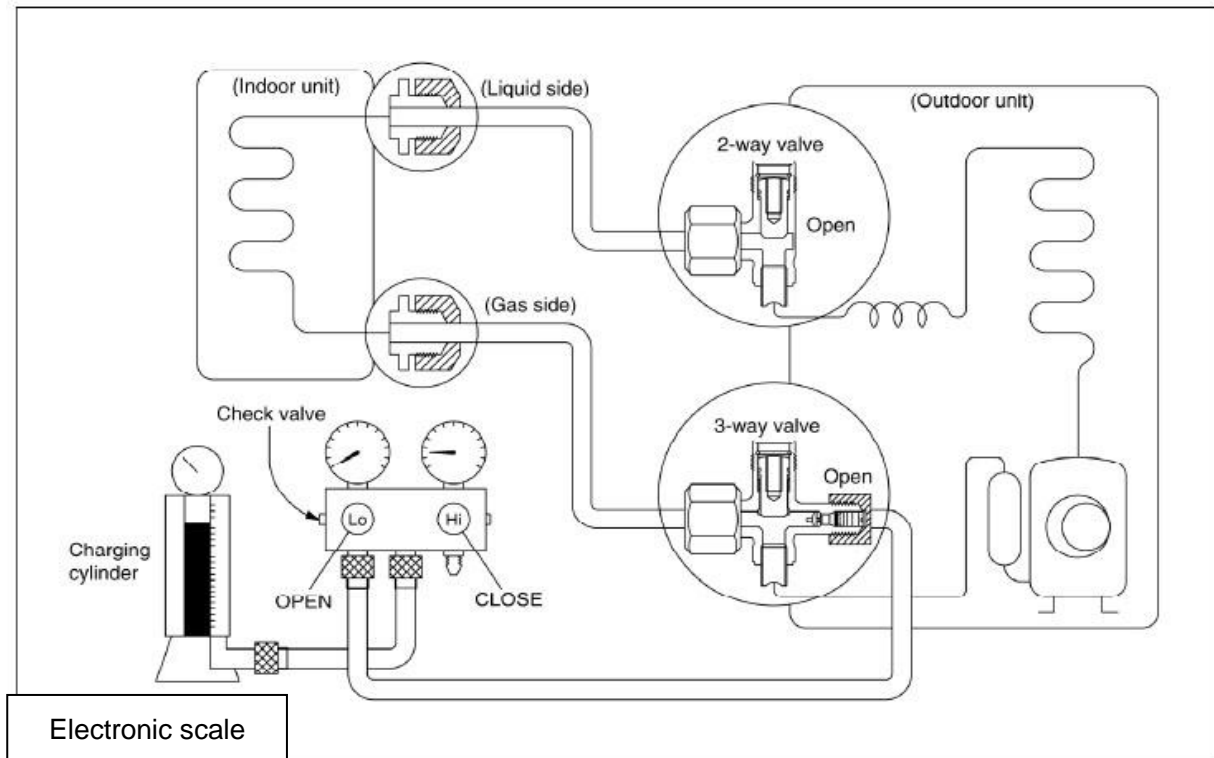 (Indoor unit)
(Liquid side)
(Outdoor unit)
2-way valve
Open
(Gas side)
Check valve
3-way valve
Open
Lo
Hi
Charging
cylinder
OPEN
CLOSE
Electronic scale